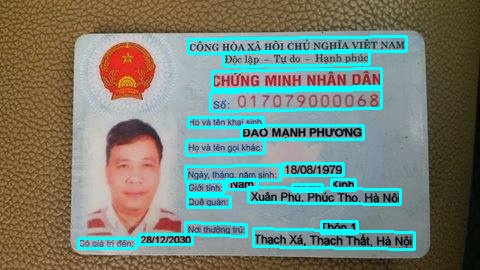 CỘNG HÒA XÃ HỘI CHỦ NGHĨA VIỆT NAM
Độc lập - Tự do - Hạnh phúc
CHỨNG MINH NHÂN DÂN
Số: 017079000068
Họ và tên khai sinh
ĐÀO MẠNH PHƯƠNG
Họ và tên gọi khác:
Ngày, tháng, năm sinh: 18/08/1979
Giới tính: Nam Kinh
Quê quán: Xuân Phú, Phúc Thọ, Hà Nội
Nơi thường trú: Thôn 1
Thạch Xá, Thạch Thất, Hà Nội
Có giá trị đến: 28/12/2030